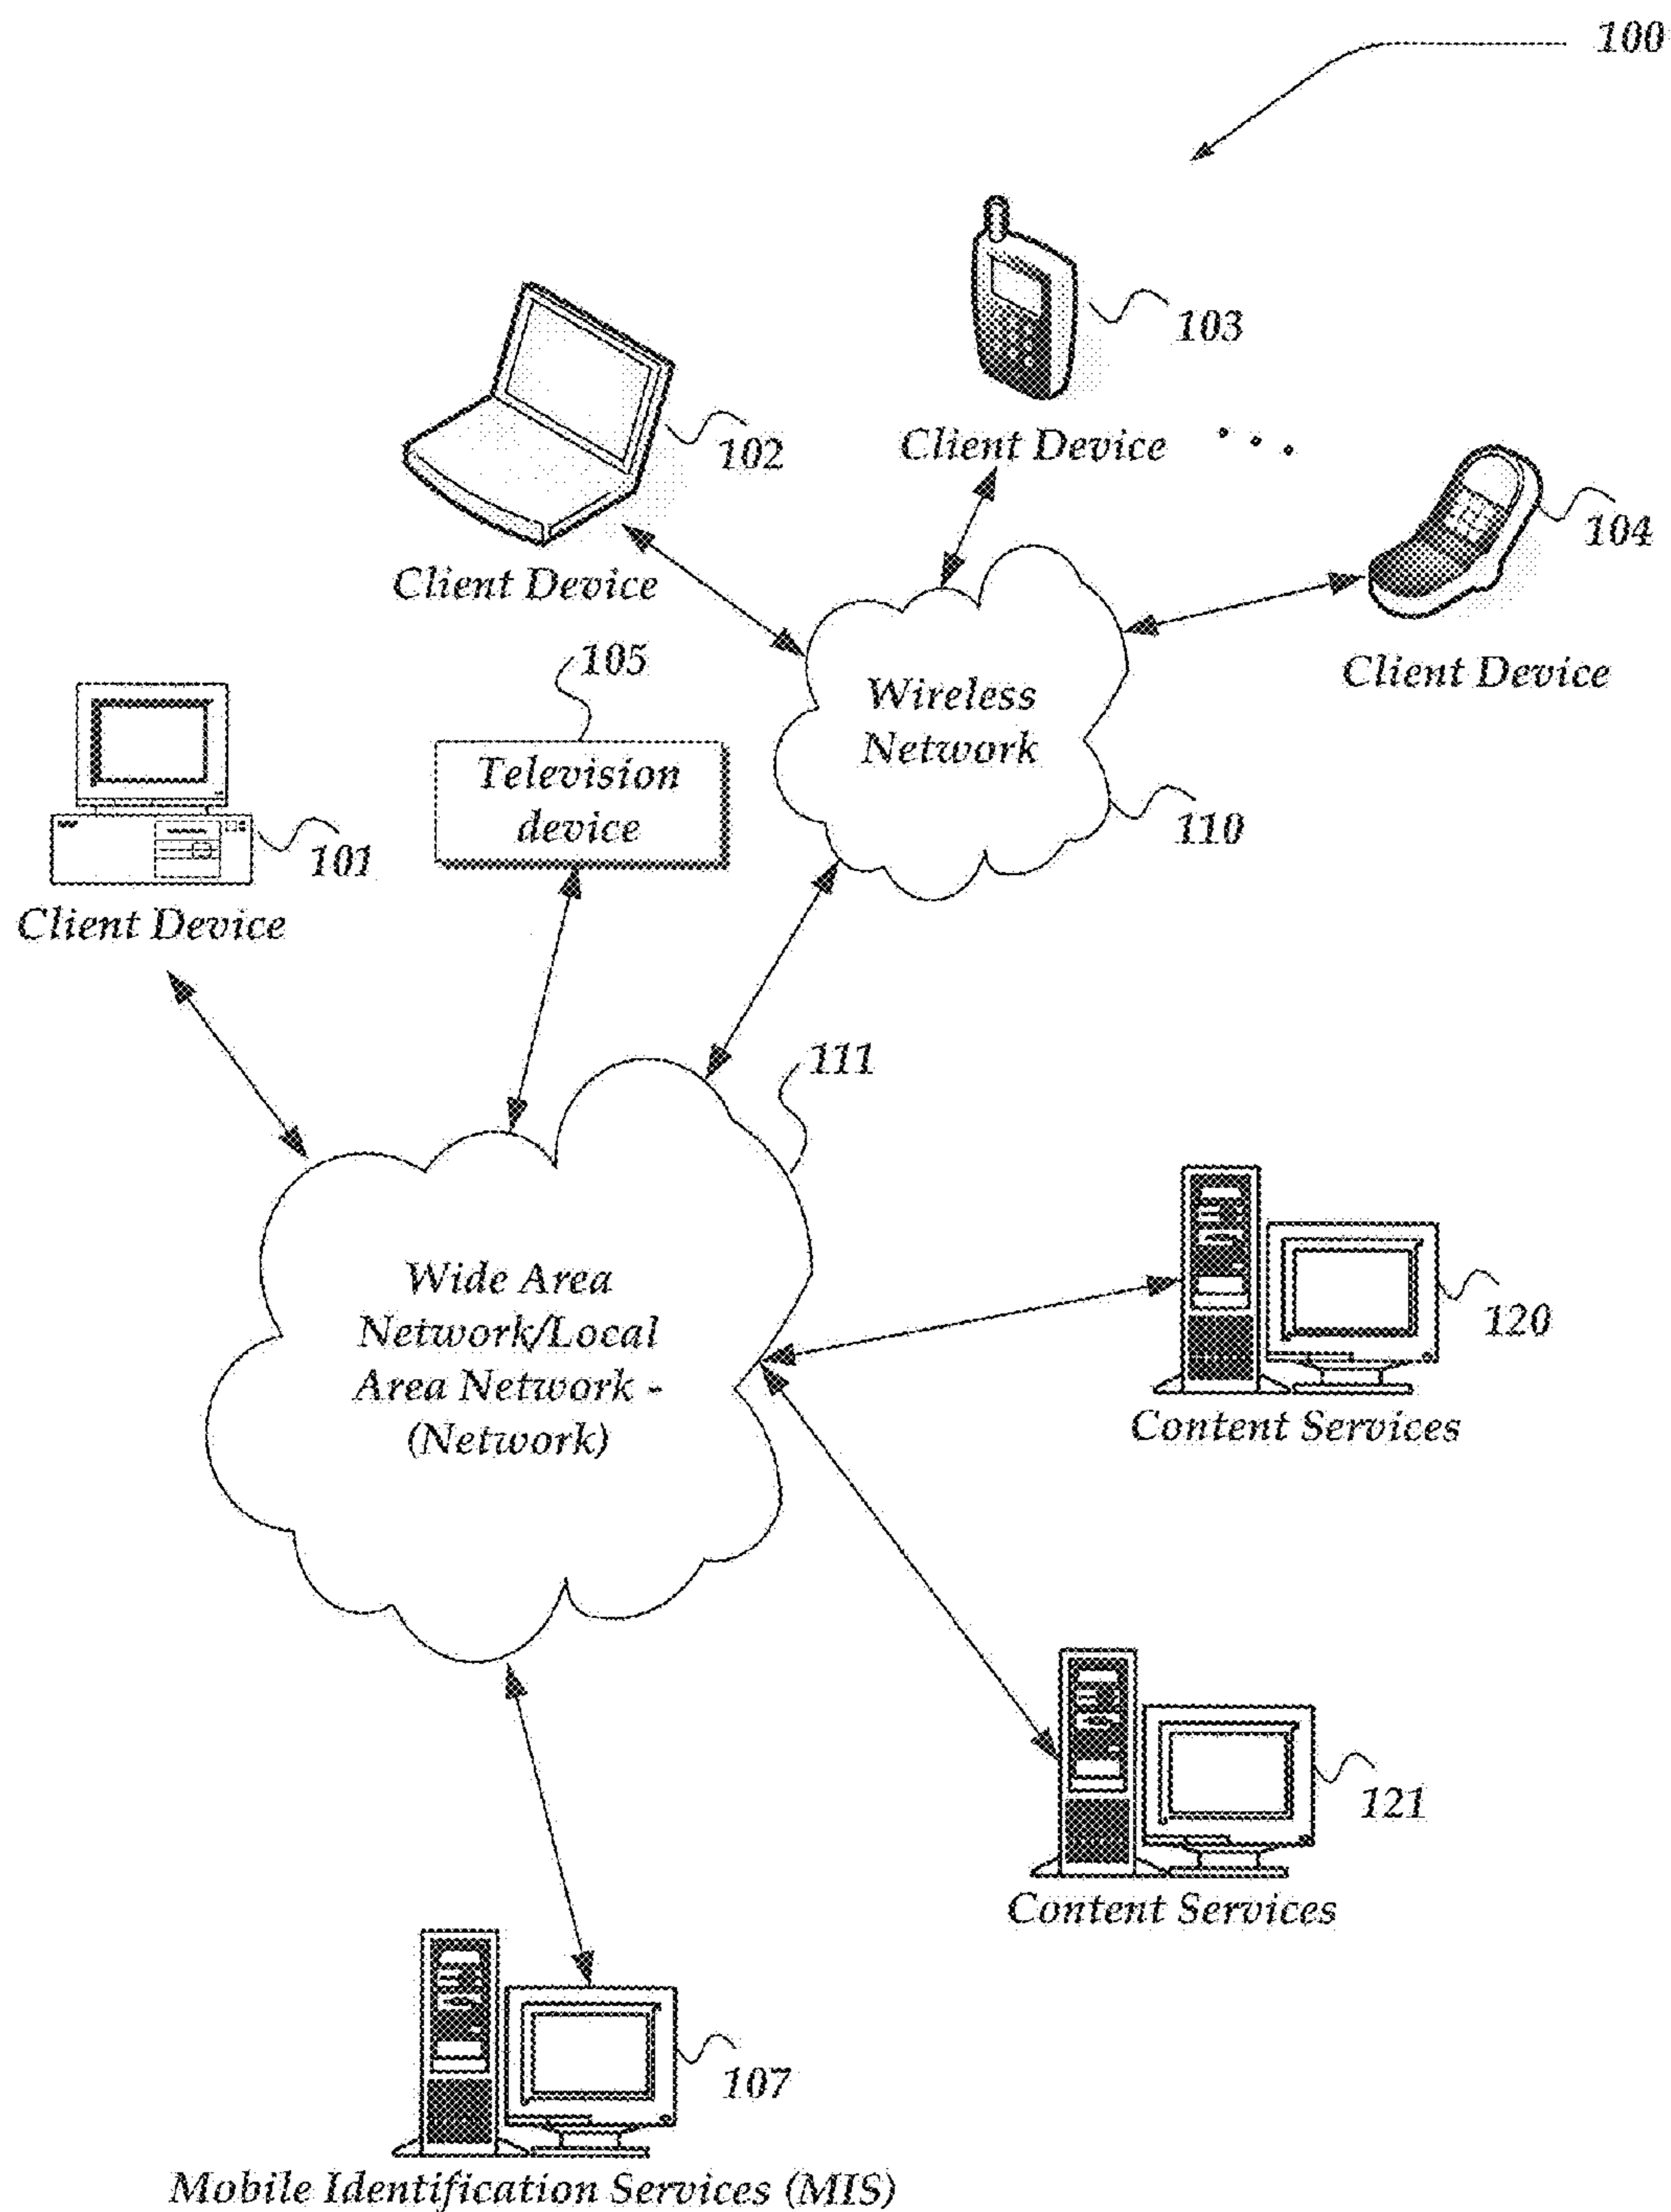 100
103
Client Device
102
Client Device
104
Client Device
105
Television
device
Wireless
Network
110
101
Client Device
111
Wide Area
Network/Local
Area Network -
(Network)
120
Content Services
121
Content Services
107
Mobile Identification Services (MIS)